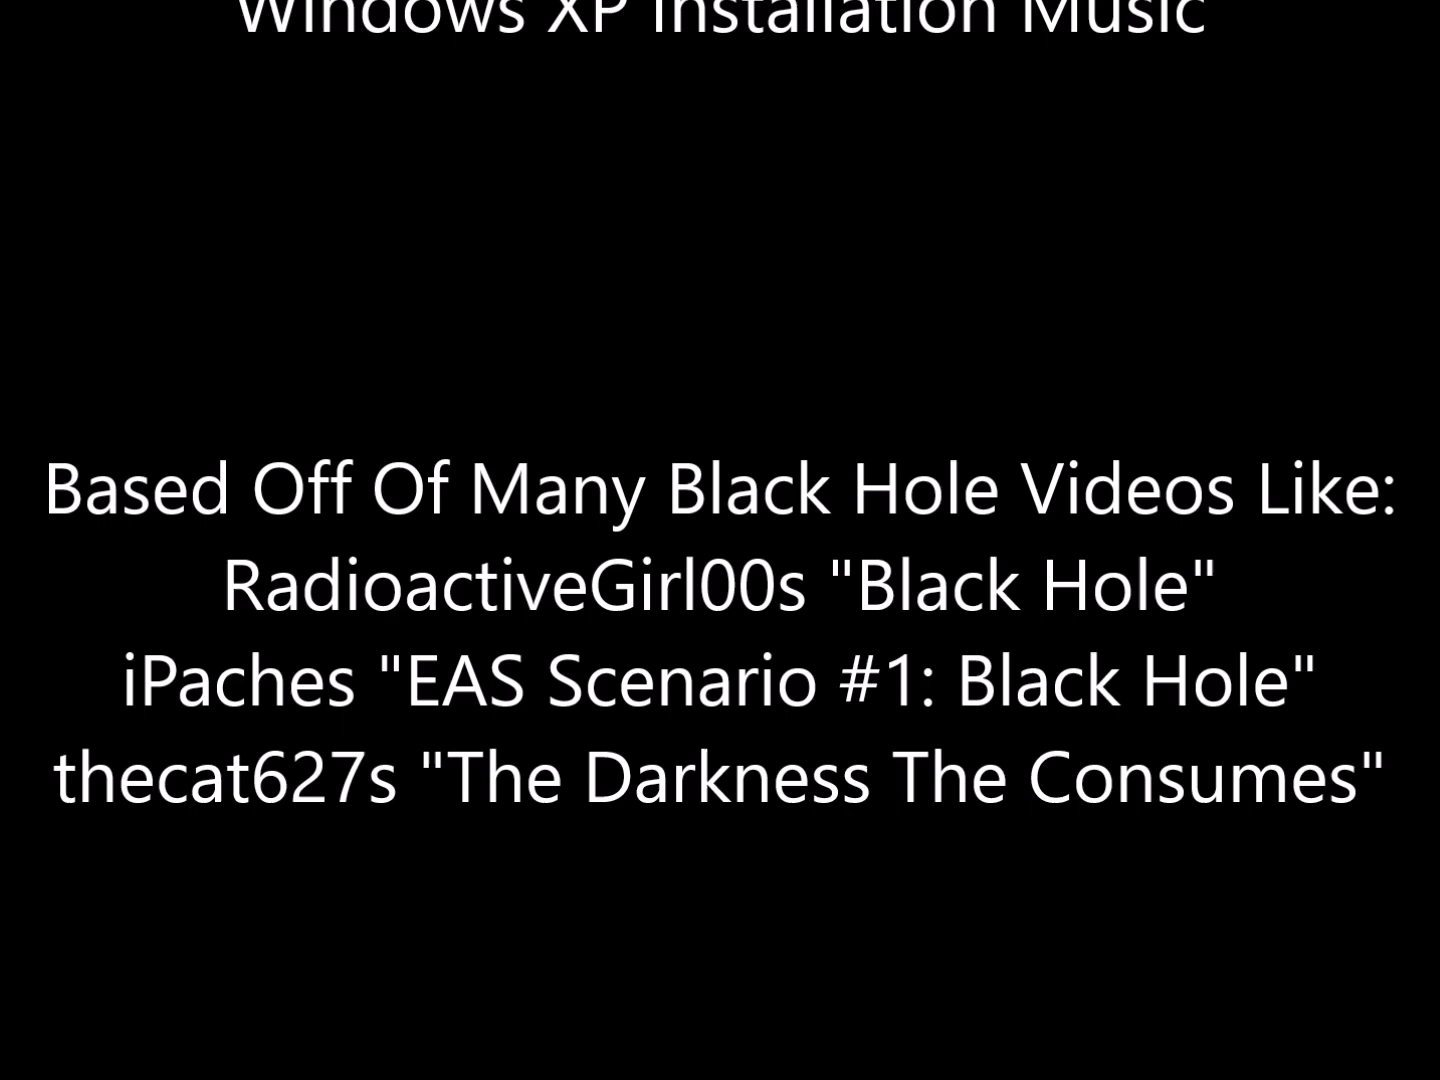 Windows XP Installation Music
Based Off Of Many Black Hole Videos Like:
RadioactiveGirl00s "Black Hole"
iPaches "EAS Scenario #1: Black Hole"
thecat627s "The Darkness The Consumes"